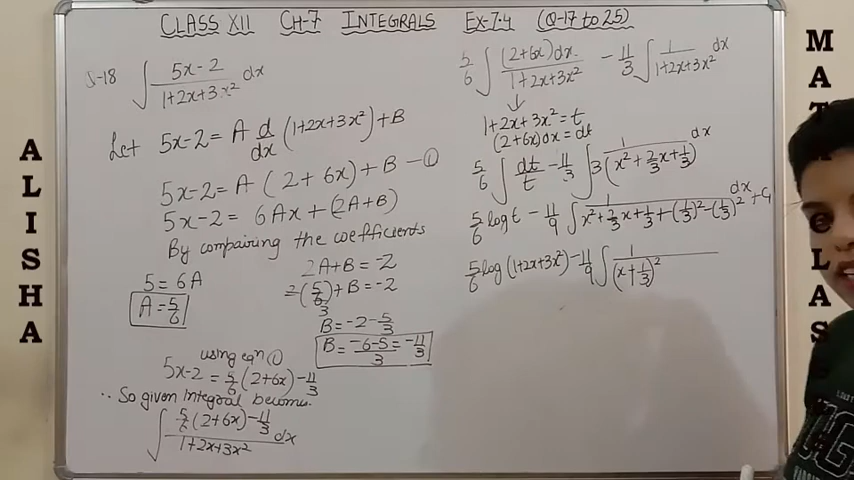 CLASS XII CH-7 INTEGRALS EX-7.4 (Q-17 to 25)
ALISHA
S-18 ∫ (5x-2)/(1+2x+3x²) dx
Let 5x-2 = A d/dx (1+2x+3x²) + B
5x-2 = A (2+6x) + B - ①
5x-2 = 6Ax + (2A+B)
By comparing the coefficients
5 = 6A
A = 5/6
2A+B = -2
2(5/6)+B = -2
3
B = -2-5/3
B = (-6-5)/3 = -11/3
using eqn ①
5x-2 = 5/6 (2+6x) - 11/3
∴ So given integral becomes.
∫ (5/6 (2+6x) - 11/3)/(1+2x+3x²) dx
5/6 ∫ (2+6x)dx/(1+2x+3x²) - 11/3 ∫ 1/(1+2x+3x²) dx
↓
1+2x+3x² = t
(2+6x)dx = dt
5/6 ∫ dt/t - 11/3 ∫ 1/(3(x²+2/3x+1/3)) dx
5/6 log t - 11/9 ∫ 1/(x²+2/3x+1/3+(1/3)²-(1/3)²) dx + C₁
5/6 log (1+2x+3x²) - 11/9 ∫ 1/(x+1/3)²
MAT
LAS